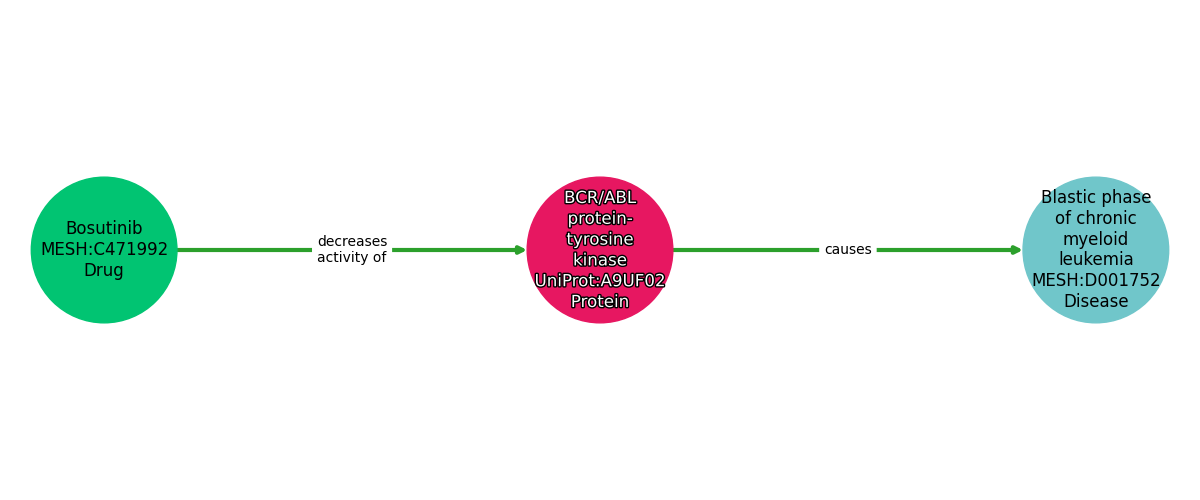 Bosutinib
MESH:C471992
Drug
decreases
activity of
BCR/ABL
protein-
tyrosine
kinase
UniProt:A9UF02
Protein
causes
Blastic phase
of chronic
myeloid
leukemia
MESH:D001752
Disease